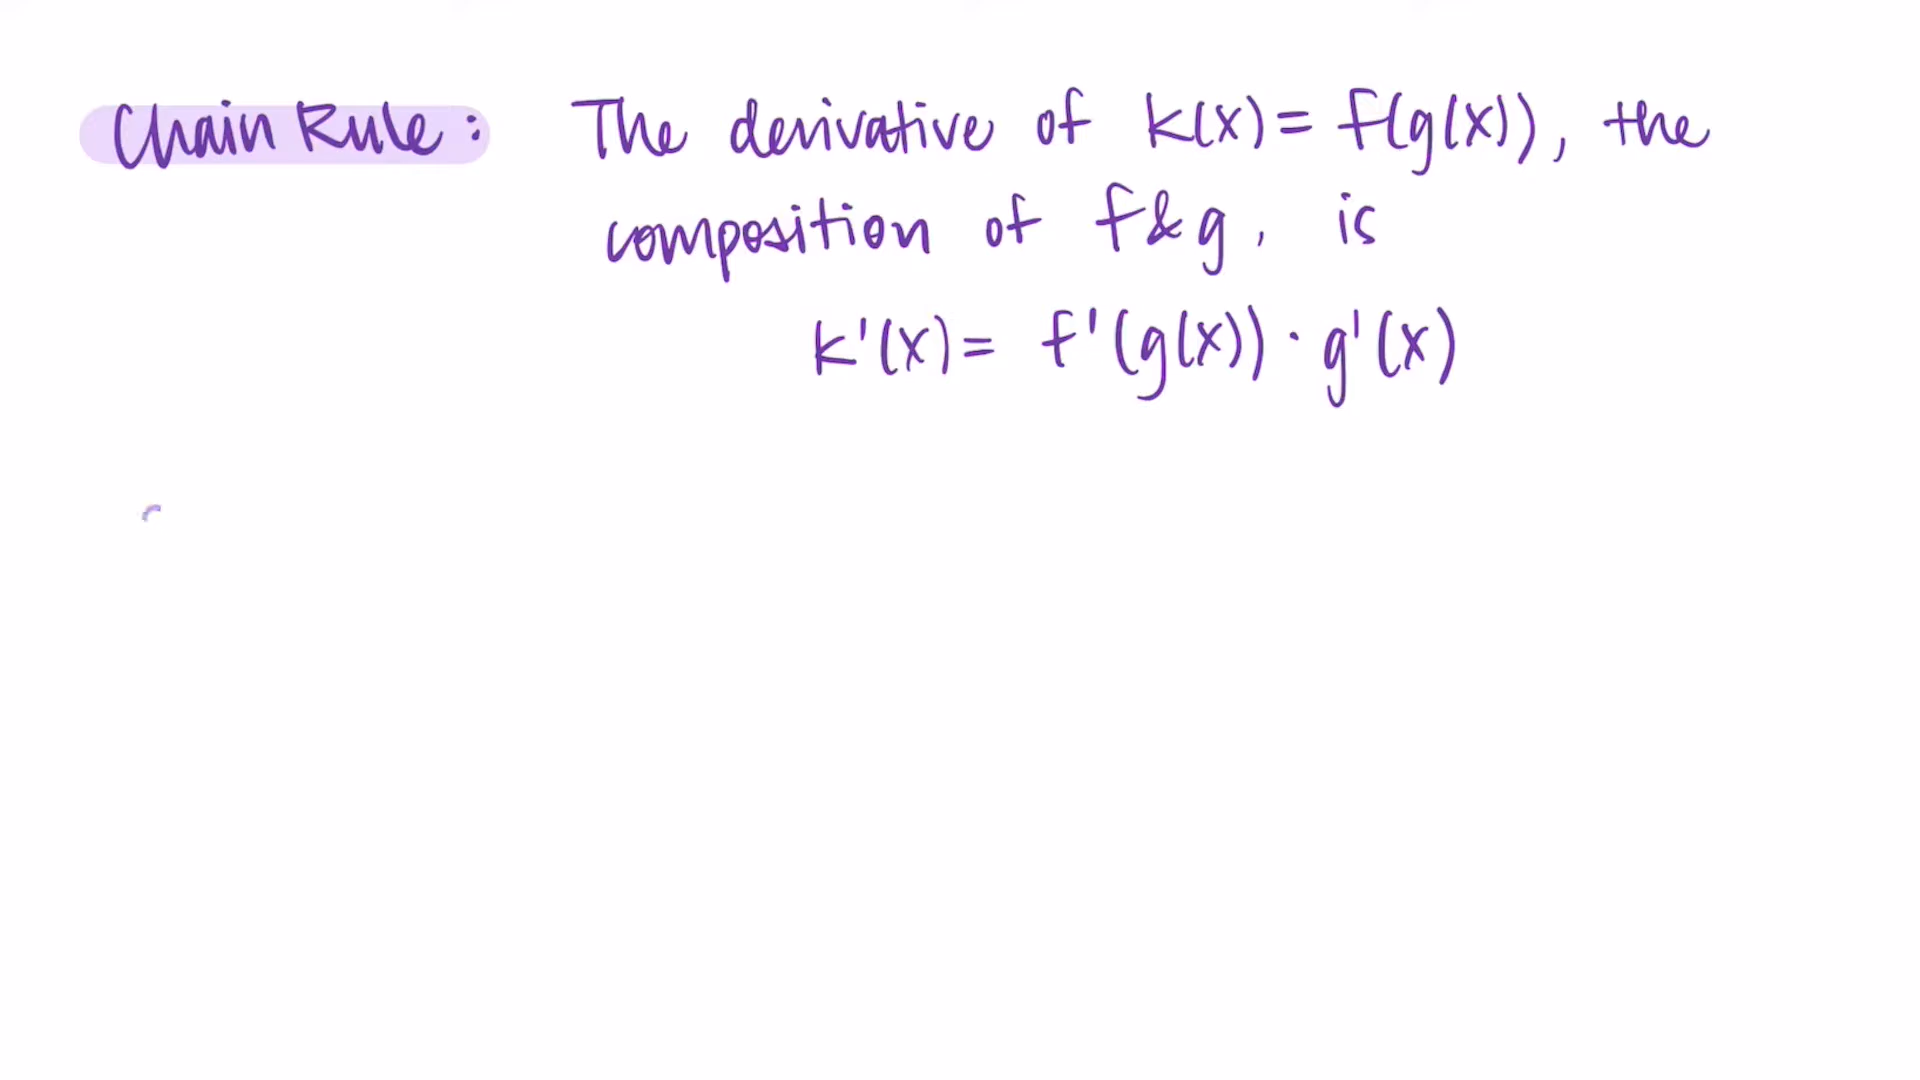 Chain Rule: The derivative of k(x) = f(g(x)), the
composition of f & g, is
k'(x) = f'(g(x)) · g'(x)